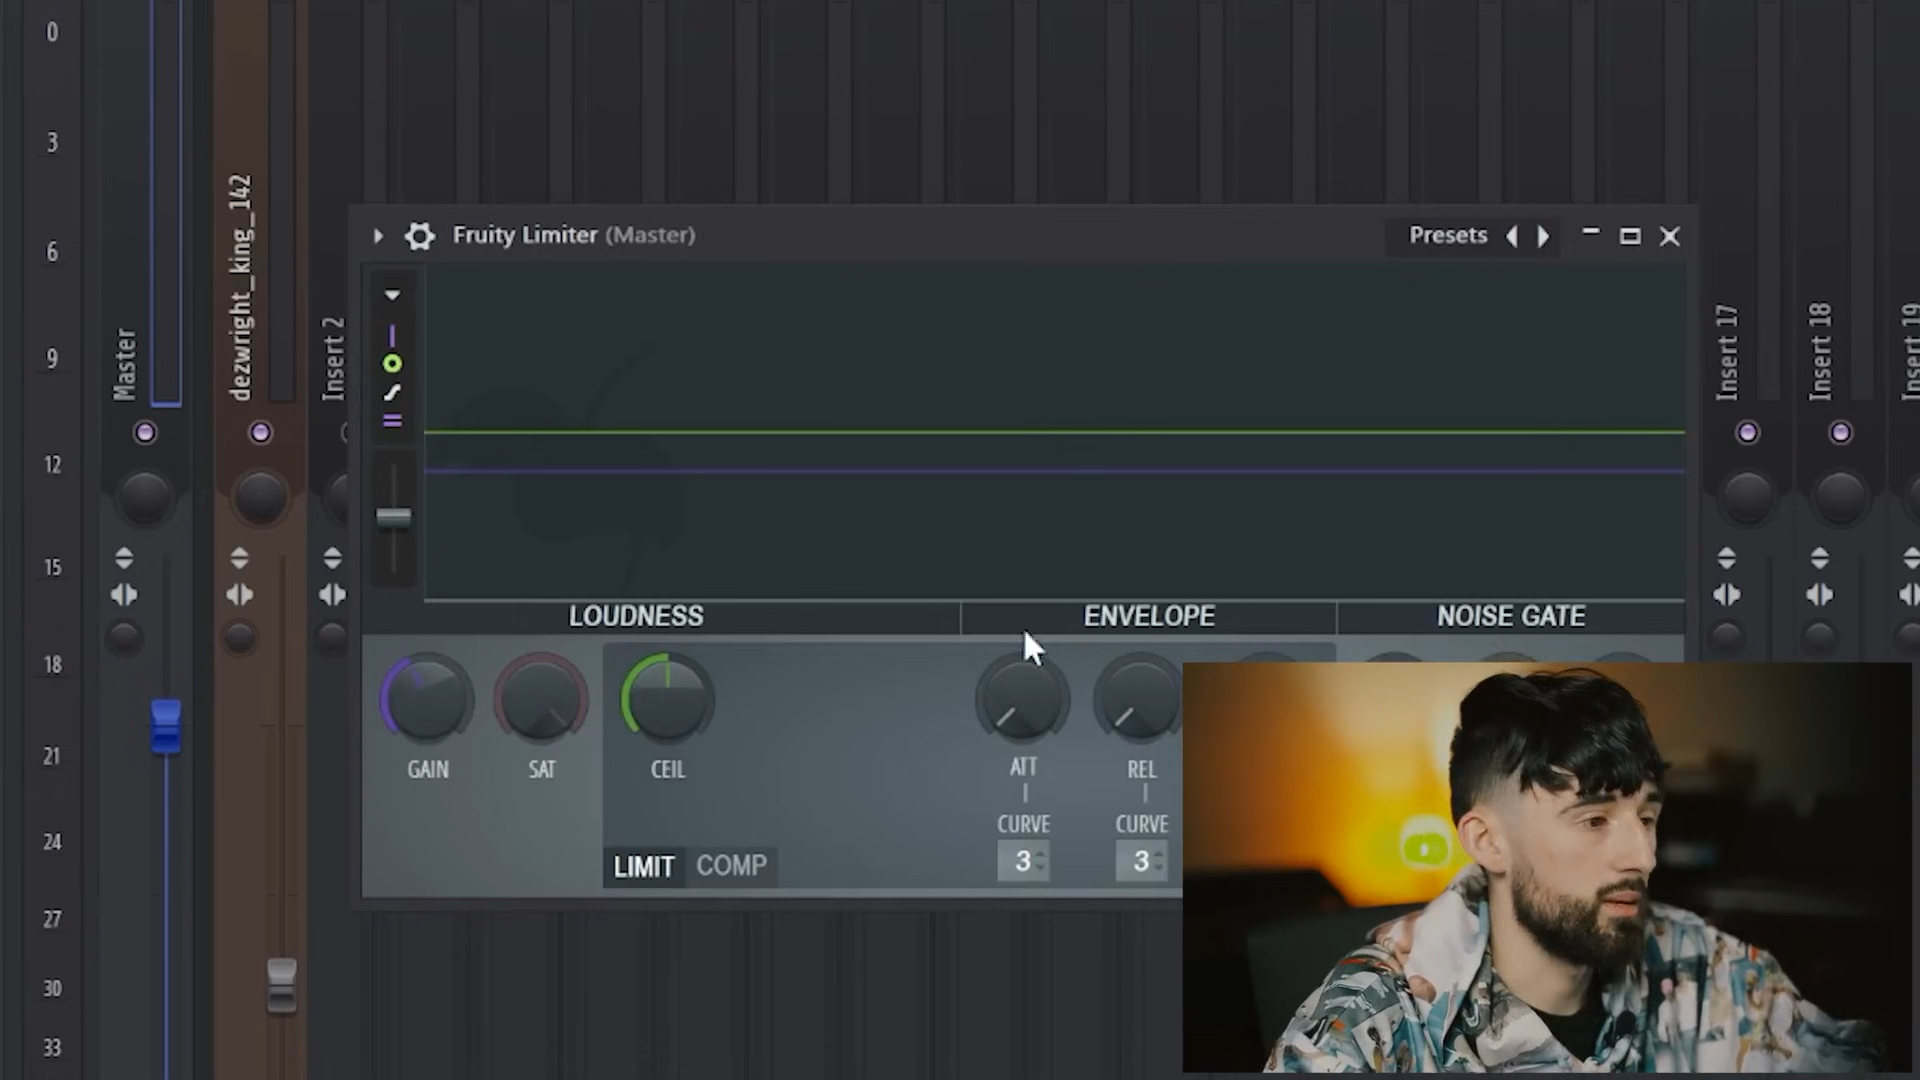 0
3
6
9
12
15
18
21
24
27
30
33
Master
dezwright_king_142
Insert 2
Fruity Limiter (Master)
Presets
LOUDNESS
ENVELOPE
NOISE GATE
GAIN
SAT
CEIL
ATT
REL
CURVE
CURVE
3
3
LIMIT
COMP
Insert 17
Insert 18
Insert 19